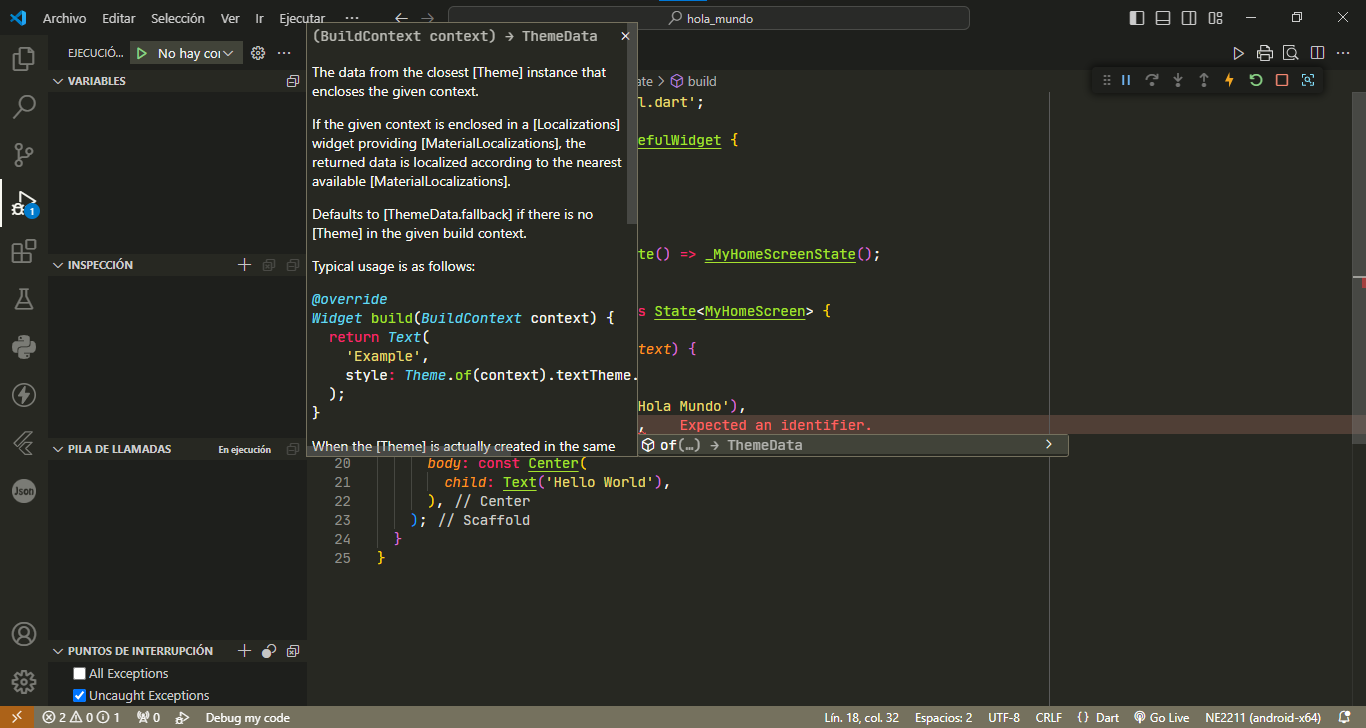 Archivo Editar Selección Ver Ir Ejecutar ··· hola_mundo
EJECUCIÓ... No hay cor
VARIABLES
INSPECCIÓN
PILA DE LLAMADAS En ejecución
PUNTOS DE INTERRUPCIÓN
All Exceptions
Uncaught Exceptions
1
Json
(BuildContext context) → ThemeData
The data from the closest [Theme] instance that
encloses the given context.
If the given context is enclosed in a [Localizations]
widget providing [MaterialLocalizations], the
returned data is localized according to the nearest
available [MaterialLocalizations].
Defaults to [ThemeData.fallback] if there is no
[Theme] in the given build context.
Typical usage is as follows:
@override
Widget build(BuildContext context) {
return Text(
'Example',
style: Theme.of(context).textTheme.
);
}
When the [Theme] is actually created in the same
ate > build
l.dart';
efulWidget {
te() => _MyHomeScreenState();
s State<MyHomeScreen> {
text) {
Hola Mundo'),
, Expected an identifier.
of(…) → ThemeData
20 body: const Center(
21 child: Text('Hello World'),
22 ), // Center
23 ); // Scaffold
24 }
25 }
2 0 1 0 Debug my code Lín. 18, col. 32 Espacios: 2 UTF-8 CRLF {} Dart Go Live NE2211 (android-x64)